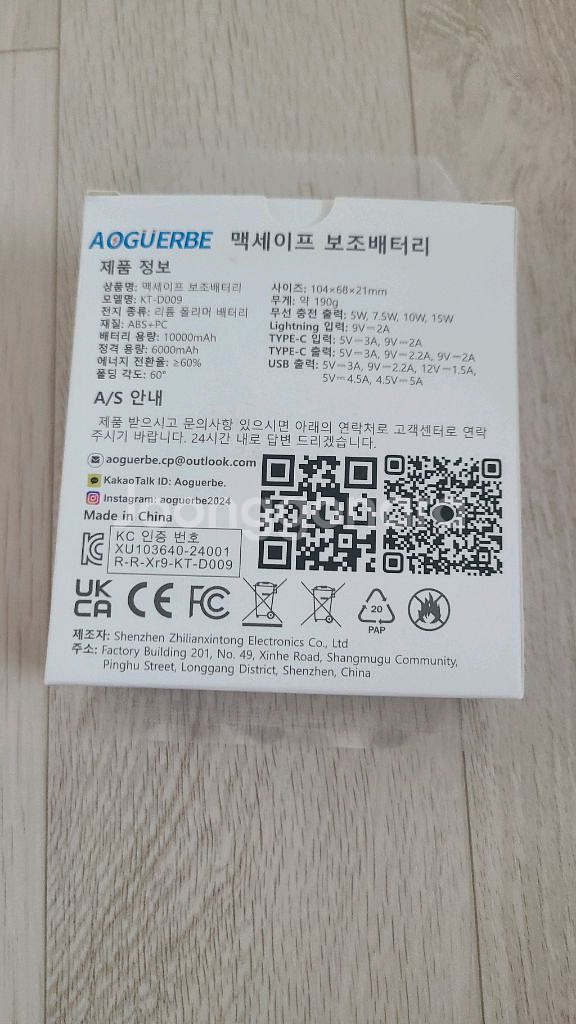 AOGUERBE 맥세이프 보조배터리
제품 정보
상품명: 맥세이프 보조배터리
모델명: KT-D009
전지 종류: 리튬 폴리머 배터리
재질: ABS+PC
배터리 용량: 10000mAh
정격 용량: 6000mAh
에너지 전환율: ≥60%
폴딩 각도: 60°
사이즈: 104×68×21mm
무게: 약 190g
무선 충전 출력: 5W, 7.5W, 10W, 15W
Lightning 입력: 9V=2A
TYPE-C 입력: 5V=3A, 9V=2A
TYPE-C 출력: 5V=3A, 9V=2.2A, 9V=2A
USB 출력: 5V=3A, 9V=2.2A, 12V=1.5A,
5V=4.5A, 4.5V=5A
A/S 안내
제품 받으시고 문의사항 있으시면 아래의 연락처로 고객센터로 연락
주시기 바랍니다. 24시간 내로 답변 드리겠습니다.
aoguerbe.cp@outlook.com
KakaoTalk ID: Aoguerbe.
Instagram: aoguerbe2024
Made in China
KC 인증 번호
XU103640-24001
R-R-Xr9-KT-D009
UK
CA CE FC
20
PAP
제조자: Shenzhen Zhilianxintong Electronics Co., Ltd
주소: Factory Building 201, No. 49, Xinhe Road, Shangmugu Community,
Pinghu Street, Longgang District, Shenzhen, China